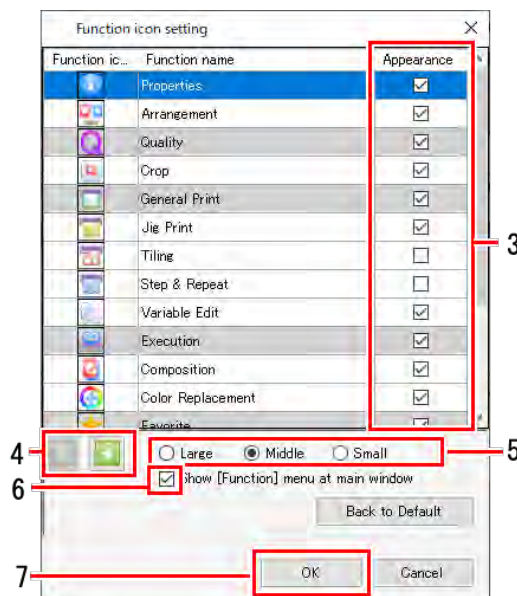 Function icon setting
Function ic... Function name Appearance
Properties
Arrangement
Quality
Crop
General Print
Jig Print
Tiling
Step & Repeat
Variable Edit
Execution
Composition
Color Replacement
Favorite
3
4
Large Middle Small
5
6
Show [Function] menu at main window
Back to Default
7
OK Cancel